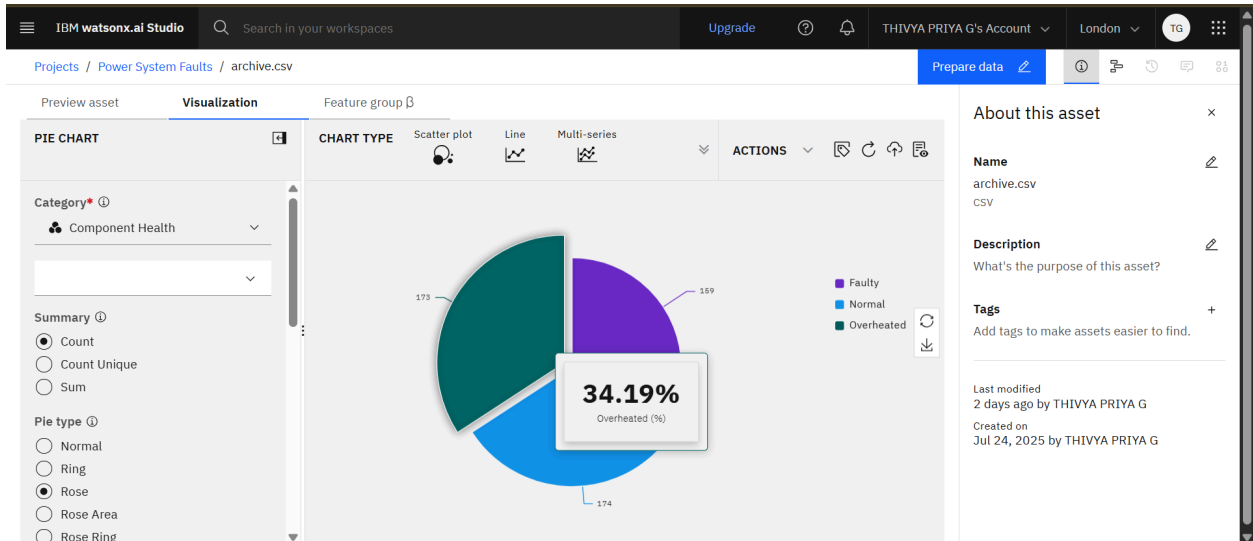 IBM watsonx.ai Studio
Search in your workspaces
Upgrade
THIVYA PRIYA G's Account
London
TG
Projects / Power System Faults / archive.csv
Prepare data
Preview asset
Visualization
Feature group β
PIE CHART
CHART TYPE
Scatter plot
Line
Multi-series
ACTIONS
Category*
Component Health
Summary
Count
Count Unique
Sum
Pie type
Normal
Ring
Rose
Rose Area
Rose Ring
173
159
174
34.19%
Overheated (%)
Faulty
Normal
Overheated
About this asset
Name
archive.csv
CSV
Description
What's the purpose of this asset?
Tags
Add tags to make assets easier to find.
Last modified
2 days ago by THIVYA PRIYA G
Created on
Jul 24, 2025 by THIVYA PRIYA G